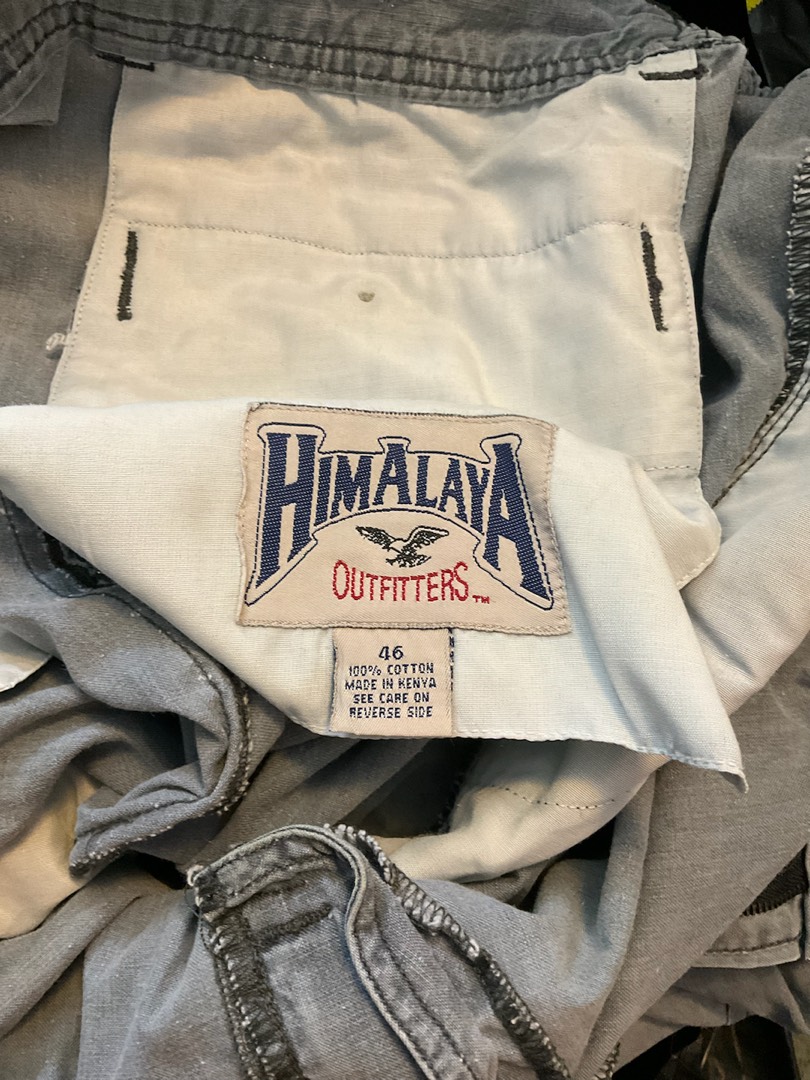 HIMALAYA
OUTFITTERS™
46
100% COTTON
MADE IN KENYA
SEE CARE ON
REVERSE SIDE